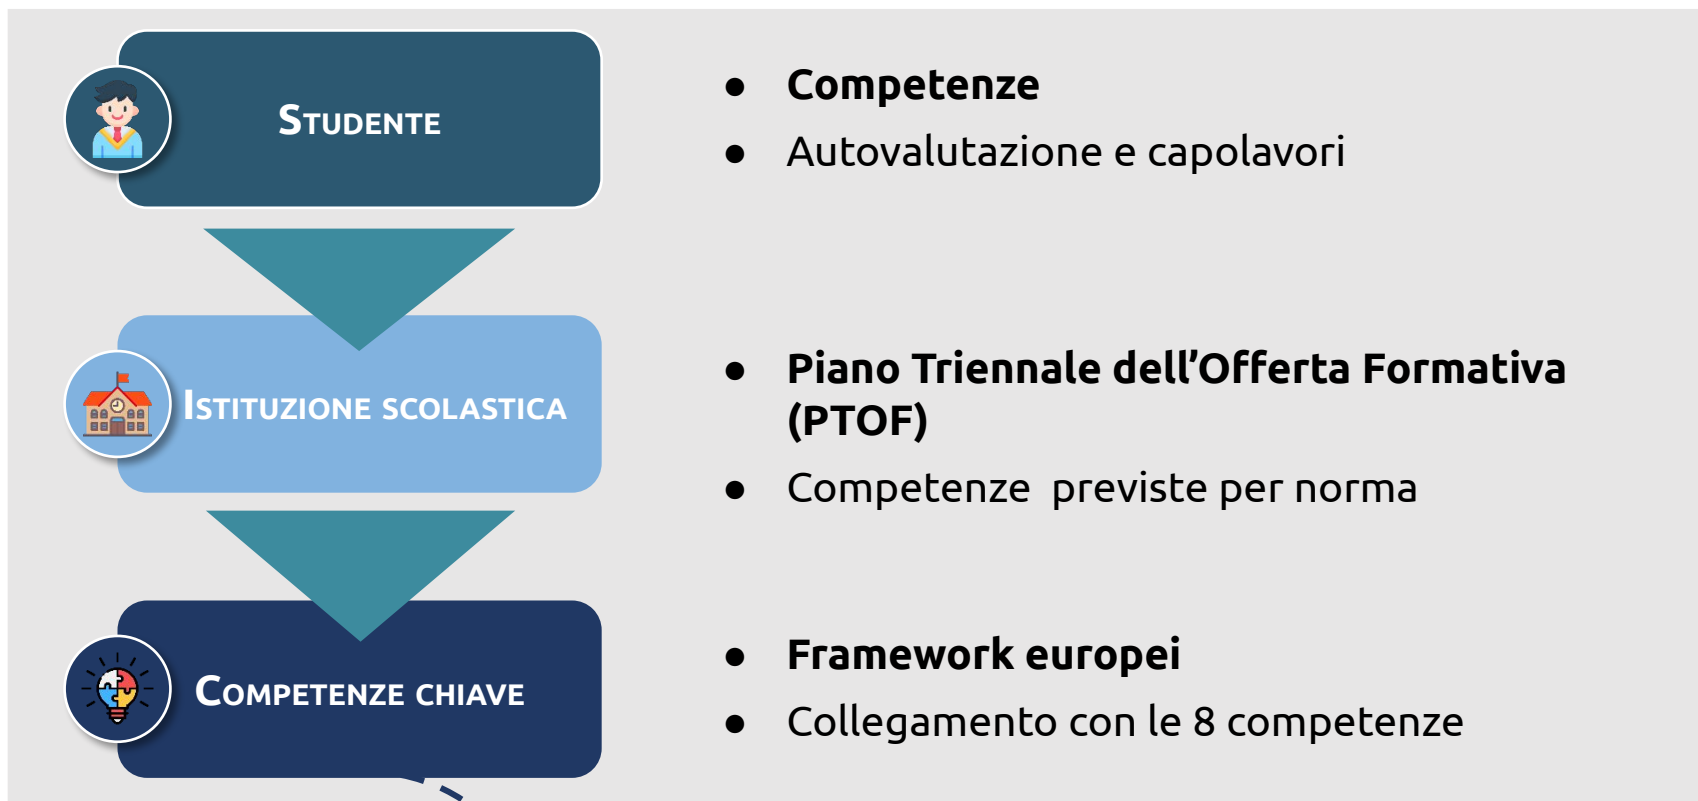 Studente
● Competenze
● Autovalutazione e capolavori
Istituzione scolastica
● Piano Triennale dell’Offerta Formativa
(PTOF)
● Competenze previste per norma
Competenze chiave
● Framework europei
● Collegamento con le 8 competenze